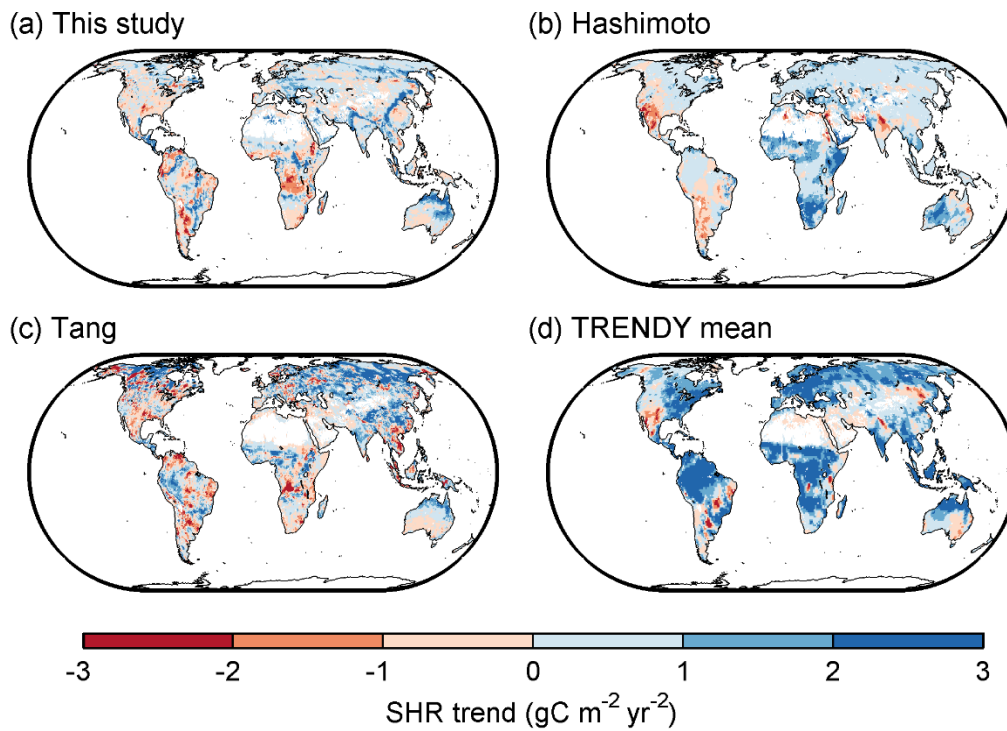 (a) This study
(b) Hashimoto
(c) Tang
(d) TRENDY mean
-3 -2 -1 0 1 2 3
SHR trend (gC m⁻² yr⁻²)